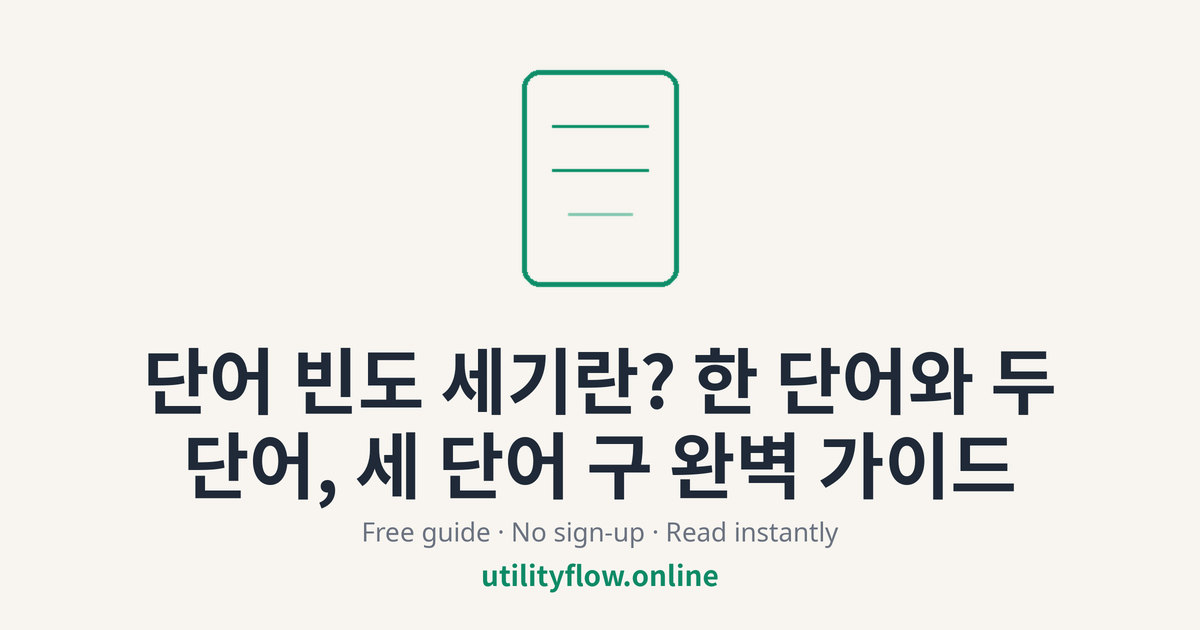 단어 빈도 세기란? 한 단어와 두
단어, 세 단어 구 완벽 가이드
Free guide · No sign-up · Read instantly
utilityflow.online